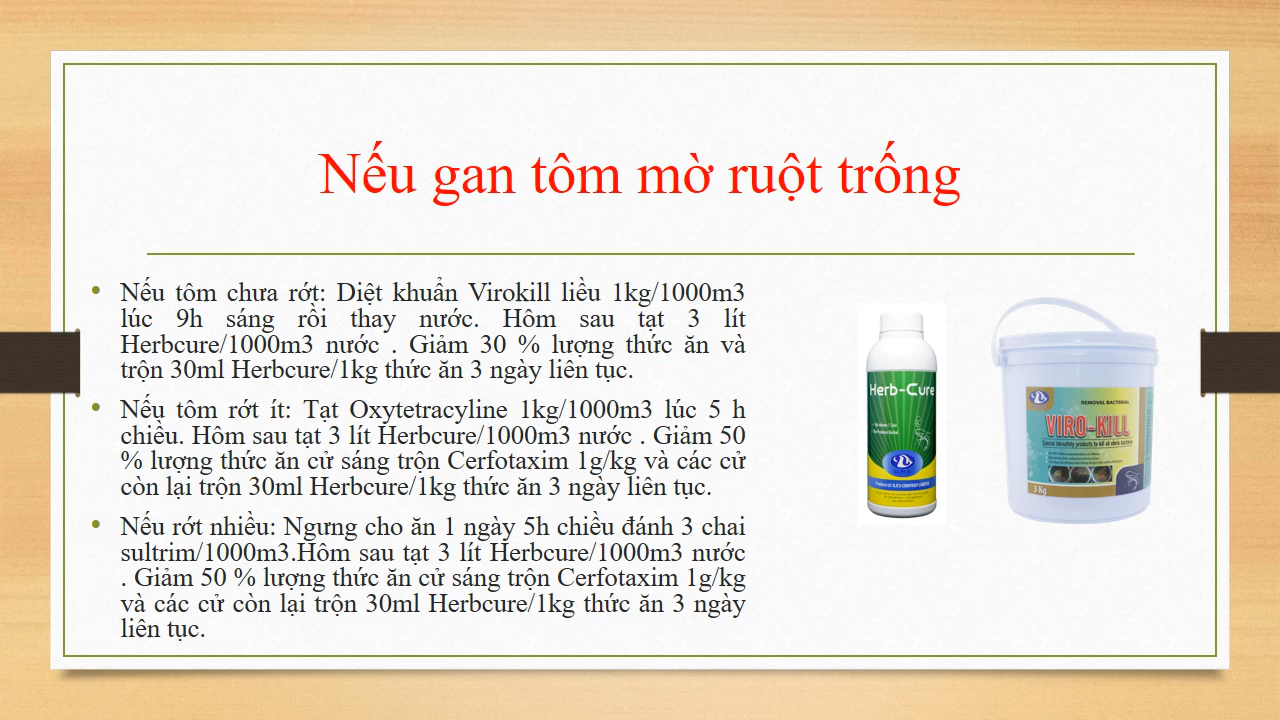 Nếu gan tôm mờ ruột trống
Nếu tôm chưa rớt: Diệt khuẩn Virokill liều 1kg/1000m3
lúc 9h sáng rồi thay nước. Hôm sau tạt 3 lít
Herbcure/1000m3 nước . Giảm 30 % lượng thức ăn và
trộn 30ml Herbcure/1kg thức ăn 3 ngày liên tục.
Nếu tôm rớt ít: Tạt Oxytetracyline 1kg/1000m3 lúc 5 h
chiều. Hôm sau tạt 3 lít Herbcure/1000m3 nước . Giảm 50
% lượng thức ăn cử sáng trộn Cerfotaxim 1g/kg và các cử
còn lại trộn 30ml Herbcure/1kg thức ăn 3 ngày liên tục.
Nếu rớt nhiều: Ngưng cho ăn 1 ngày 5h chiều đánh 3 chai
sultrim/1000m3.Hôm sau tạt 3 lít Herbcure/1000m3 nước
. Giảm 50 % lượng thức ăn cử sáng trộn Cerfotaxim 1g/kg
và các cử còn lại trộn 30ml Herbcure/1kg thức ăn 3 ngày
liên tục.
Herb-Cure
REMOVAL BACTERIAL
VIRO-KILL
3 Kg